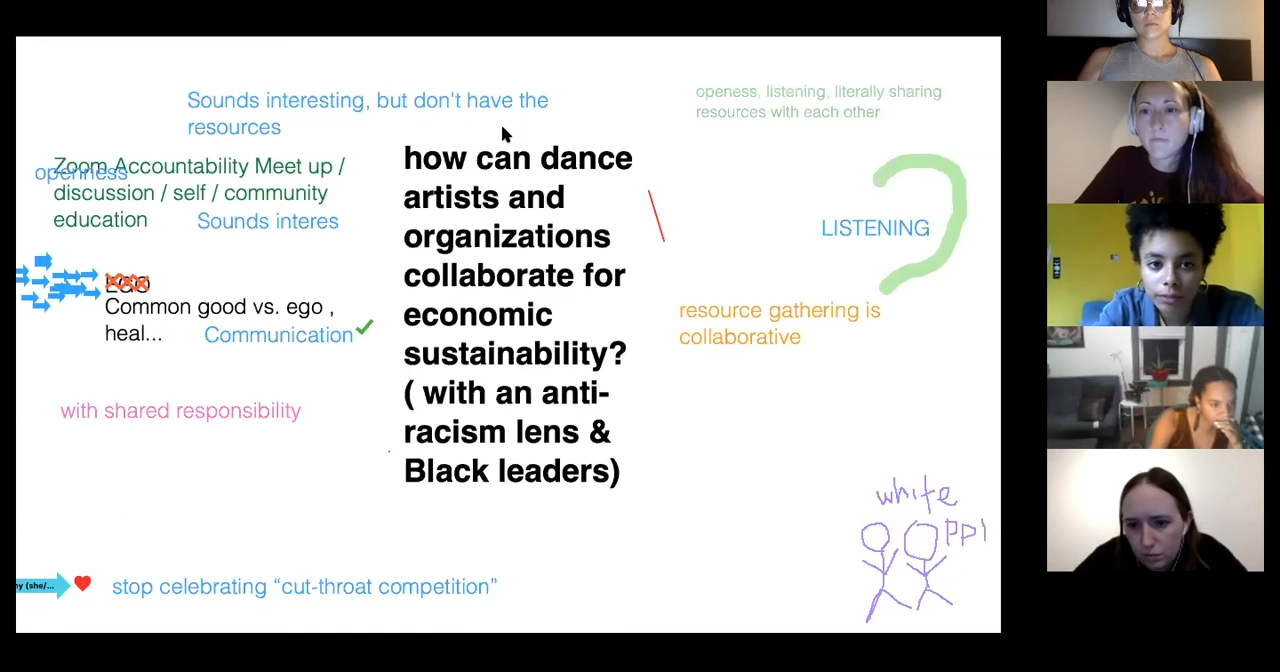 Sounds interesting, but don't have the
resources
openess, listening, literally sharing
resources with each other
openness
Zoom Accountability Meet up /
discussion / self / community
education
Sounds interes
how can dance
artists and
organizations
collaborate for
economic
sustainability?
( with an anti-
racism lens &
Black leaders)
LISTENING
EGO
Common good vs. ego ,
heal...
Communication
resource gathering is
collaborative
with shared responsibility
white
ppl
ny (she/...
stop celebrating “cut-throat competition”